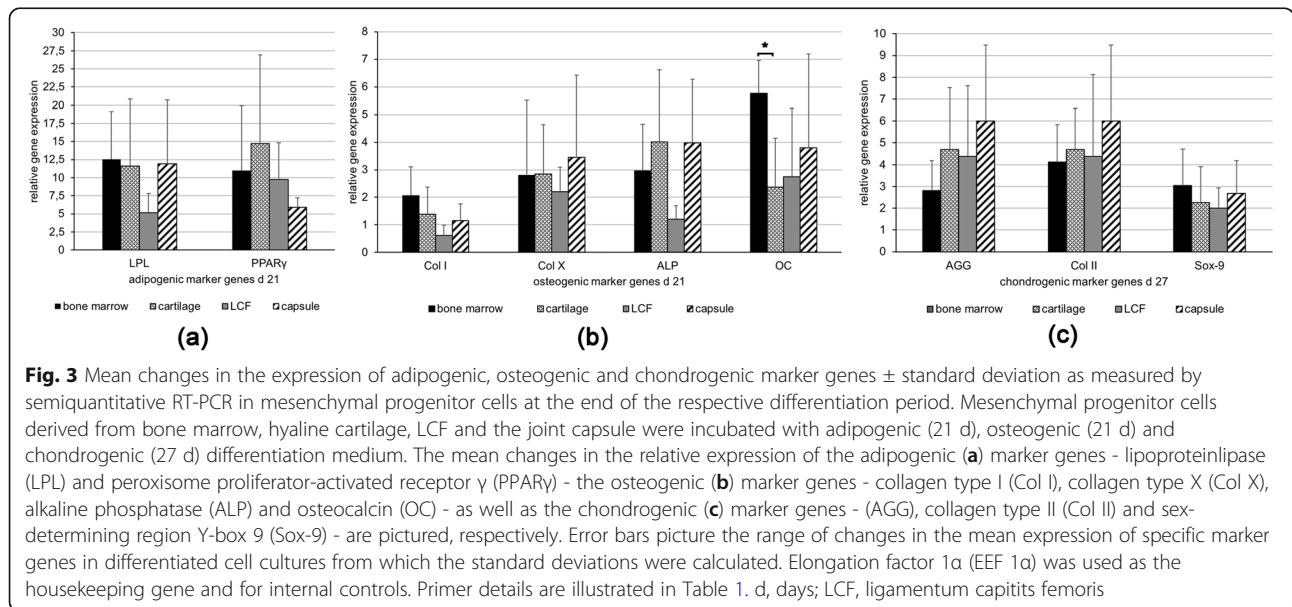 30
27,5
25
22,5
20
17,5
15
12,5
10
7,5
5
2,5
0
relative gene expression
LPL PPARγ
adipogenic marker genes d 21
bone marrow cartilage LCF capsule
(a)
8
7
6
5
4
3
2
1
0
relative gene expression
*
Col I Col X ALP OC
osteogenic marker genes d 21
bone marrow cartilage LCF capsule
(b)
10
9
8
7
6
5
4
3
2
1
0
relative gene expression
AGG Col II Sox-9
chondrogenic marker genes d 27
bone marrow cartilage LCF capsule
(c)
Fig. 3 Mean changes in the expression of adipogenic, osteogenic and chondrogenic marker genes ± standard deviation as measured by
semiquantitative RT-PCR in mesenchymal progenitor cells at the end of the respective differentiation period. Mesenchymal progenitor cells
derived from bone marrow, hyaline cartilage, LCF and the joint capsule were incubated with adipogenic (21 d), osteogenic (21 d) and
chondrogenic (27 d) differentiation medium. The mean changes in the relative expression of the adipogenic (a) marker genes - lipoproteinlipase
(LPL) and peroxisome proliferator-activated receptor γ (PPARγ) - the osteogenic (b) marker genes - collagen type I (Col I), collagen type X (Col X),
alkaline phosphatase (ALP) and osteocalcin (OC) - as well as the chondrogenic (c) marker genes - (AGG), collagen type II (Col II) and sex-
determining region Y-box 9 (Sox-9) - are pictured, respectively. Error bars picture the range of changes in the mean expression of specific marker
genes in differentiated cell cultures from which the standard deviations were calculated. Elongation factor 1α (EEF 1α) was used as the
housekeeping gene and for internal controls. Primer details are illustrated in Table 1. d, days; LCF, ligamentum capitits femoris